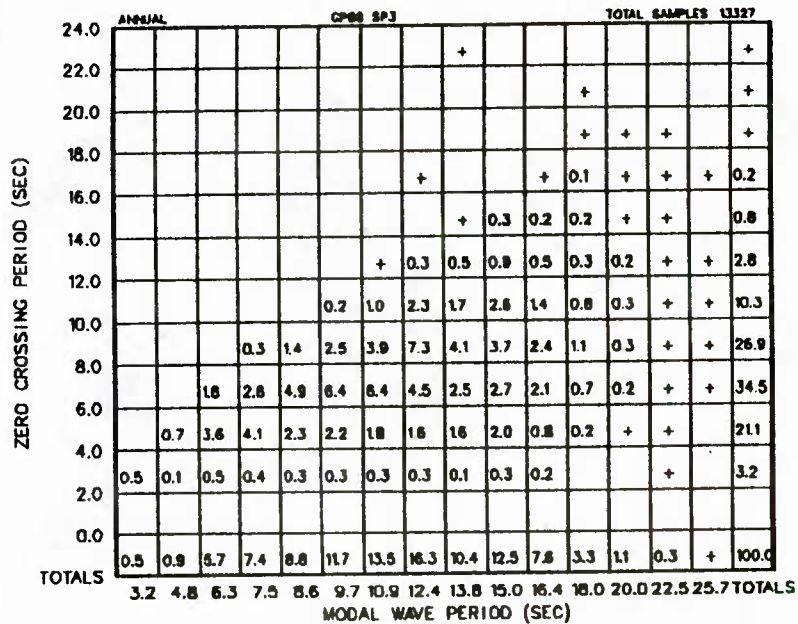 ANNUAL TOTAL SAMPLES 13327
24.0
+ +
22.0
+ +
20.0
+ + + +
18.0
+ + 0.1 + + + 0.2
16.0
+ 0.3 0.2 0.2 + + 0.8
14.0
+ 0.3 0.5 0.9 0.5 0.3 0.2 + + 2.8
12.0
0.2 1.0 2.3 1.7 2.6 1.4 0.8 0.3 + + 10.3
10.0
0.3 1.4 2.5 3.9 7.3 4.1 3.7 2.4 1.1 0.3 + + 26.9
8.0
1.6 2.6 4.9 6.4 6.4 4.5 2.5 2.7 2.1 0.7 0.2 + + 34.5
6.0
0.7 3.6 4.1 2.3 2.2 1.8 1.6 1.6 2.0 0.8 0.2 + + 21.1
4.0
0.5 0.1 0.5 0.4 0.3 0.3 0.3 0.3 0.1 0.3 0.2 + 3.2
2.0
0.0
0.5 0.9 5.7 7.4 8.8 11.7 13.5 16.3 10.4 12.5 7.6 3.3 1.1 0.3 + 100.0
TOTALS
3.2 4.8 6.3 7.5 8.6 9.7 10.9 12.4 13.8 15.0 16.4 18.0 20.0 22.5 25.7 TOTALS
MODAL WAVE PERIOD (SEC)
ZERO CROSSING PERIOD (SEC)